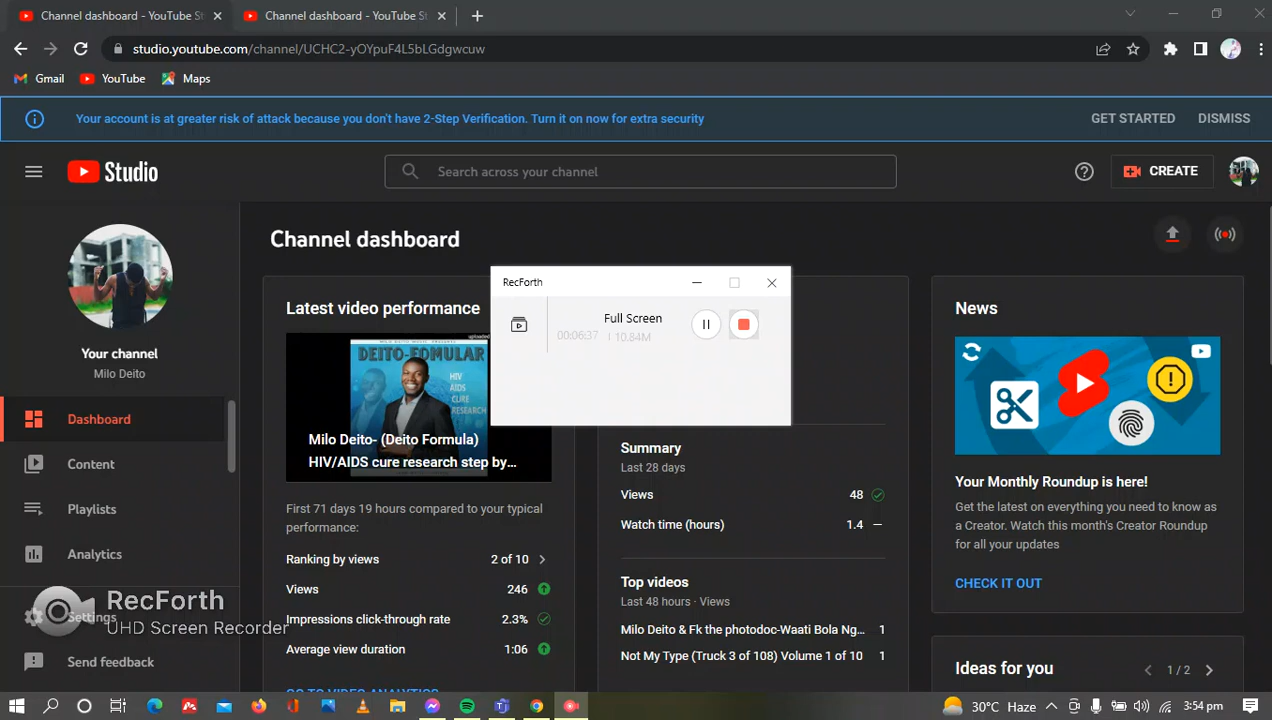 Channel dashboard - YouTube St
Channel dashboard - YouTube St
studio.youtube.com/channel/UCHC2-yOYpuF4L5bLGdgwcuw
Gmail
YouTube
Maps
Your account is at greater risk of attack because you don't have 2-Step Verification. Turn it on now for extra security
GET STARTED
DISMISS
Studio
Search across your channel
CREATE
Your channel
Milo Deito
Dashboard
Content
Playlists
Analytics
Settings
Send feedback
RecForth
UHD Screen Recorder
Channel dashboard
Latest video performance
uploaded
DEITO-FOMULAR
HIV
AIDS
CURE
RESEARCH
Milo Deito- (Deito Formula)
HIV/AIDS cure research step by...
First 71 days 19 hours compared to your typical
performance:
Ranking by views 2 of 10
Views 246
Impressions click-through rate 2.3%
Average view duration 1:06
GO TO VIDEO ANALYTICS
RecForth
Full Screen
00:06:37 | 10.84M
Summary
Last 28 days
Views 48
Watch time (hours) 1.4 —
Top videos
Last 48 hours · Views
Milo Deito & Fk the photodoc-Waati Bola Ng... 1
Not My Type (Truck 3 of 108) Volume 1 of 10 1
News
Your Monthly Roundup is here!
Get the latest on everything you need to know as
a Creator. Watch this month's Creator Roundup
for all your updates
CHECK IT OUT
Ideas for you
1 / 2
30°C Haze
3:54 pm